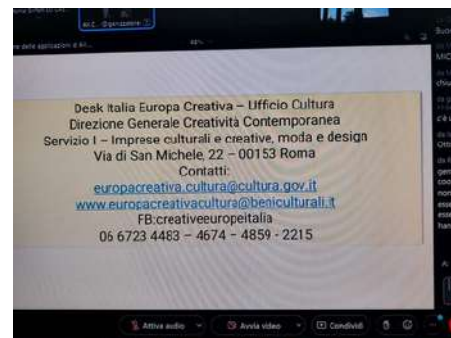 Desk Italia Europa Creativa – Ufficio Cultura
Direzione Generale Creatività Contemporanea
Servizio I – Imprese culturali e creative, moda e design
Via di San Michele, 22 – 00153 Roma
Contatti:
europacreativa.cultura@cultura.gov.it
www.europacreativacultura@beniculturali.it
FB:creativeeuropeitalia
06 6723 4483 – 4674 – 4859 - 2215
Attiva audio
Avvia video
Condividi